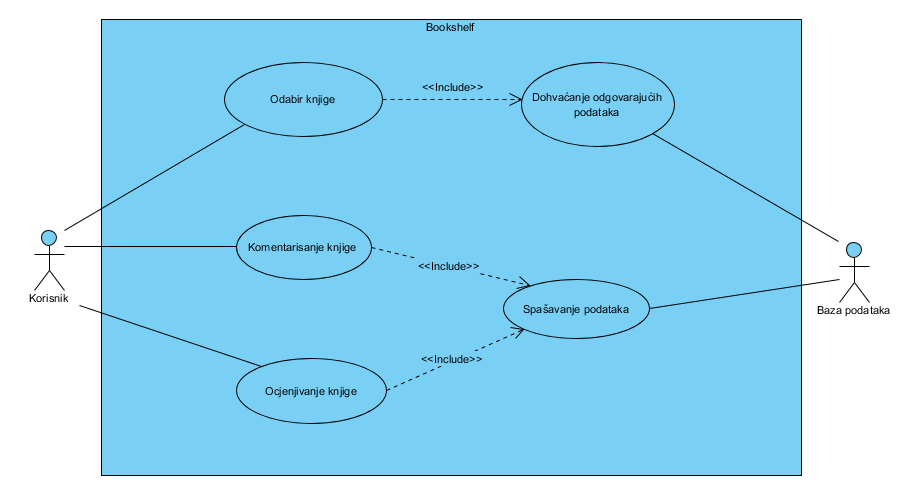 Bookshelf
Odabir knjige
<<Include>>
Dohvaćanje odgovarajućih
podataka
Komentarisanje knjige
<<Include>>
Korisnik
Spašavanje podataka
Baza podataka
<<Include>>
Ocjenjivanje knjige